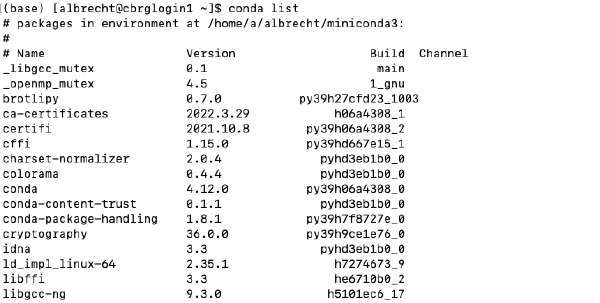 [(base) [albrecht@cbrglogin1 ~]$ conda list
# packages in environment at /home/a/albrecht/miniconda3:
#
# Name Version Build Channel
_libgcc_mutex 0.1 main
_openmp_mutex 4.5 1_gnu
brotlipy 0.7.0 py39h27cfd23_1003
ca-certificates 2022.3.29 h06a4308_1
certifi 2021.10.8 py39h06a4308_2
cffi 1.15.0 py39hd667e15_1
charset-normalizer 2.0.4 pyhd3eb1b0_0
colorama 0.4.4 pyhd3eb1b0_0
conda 4.12.0 py39h06a4308_0
conda-content-trust 0.1.1 pyhd3eb1b0_0
conda-package-handling 1.8.1 py39h7f8727e_0
cryptography 36.0.0 py39h9ce1e76_0
idna 3.3 pyhd3eb1b0_0
ld_impl_linux-64 2.35.1 h7274673_9
libffi 3.3 he6710b0_2
libgcc-ng 9.3.0 h5101ec6_17